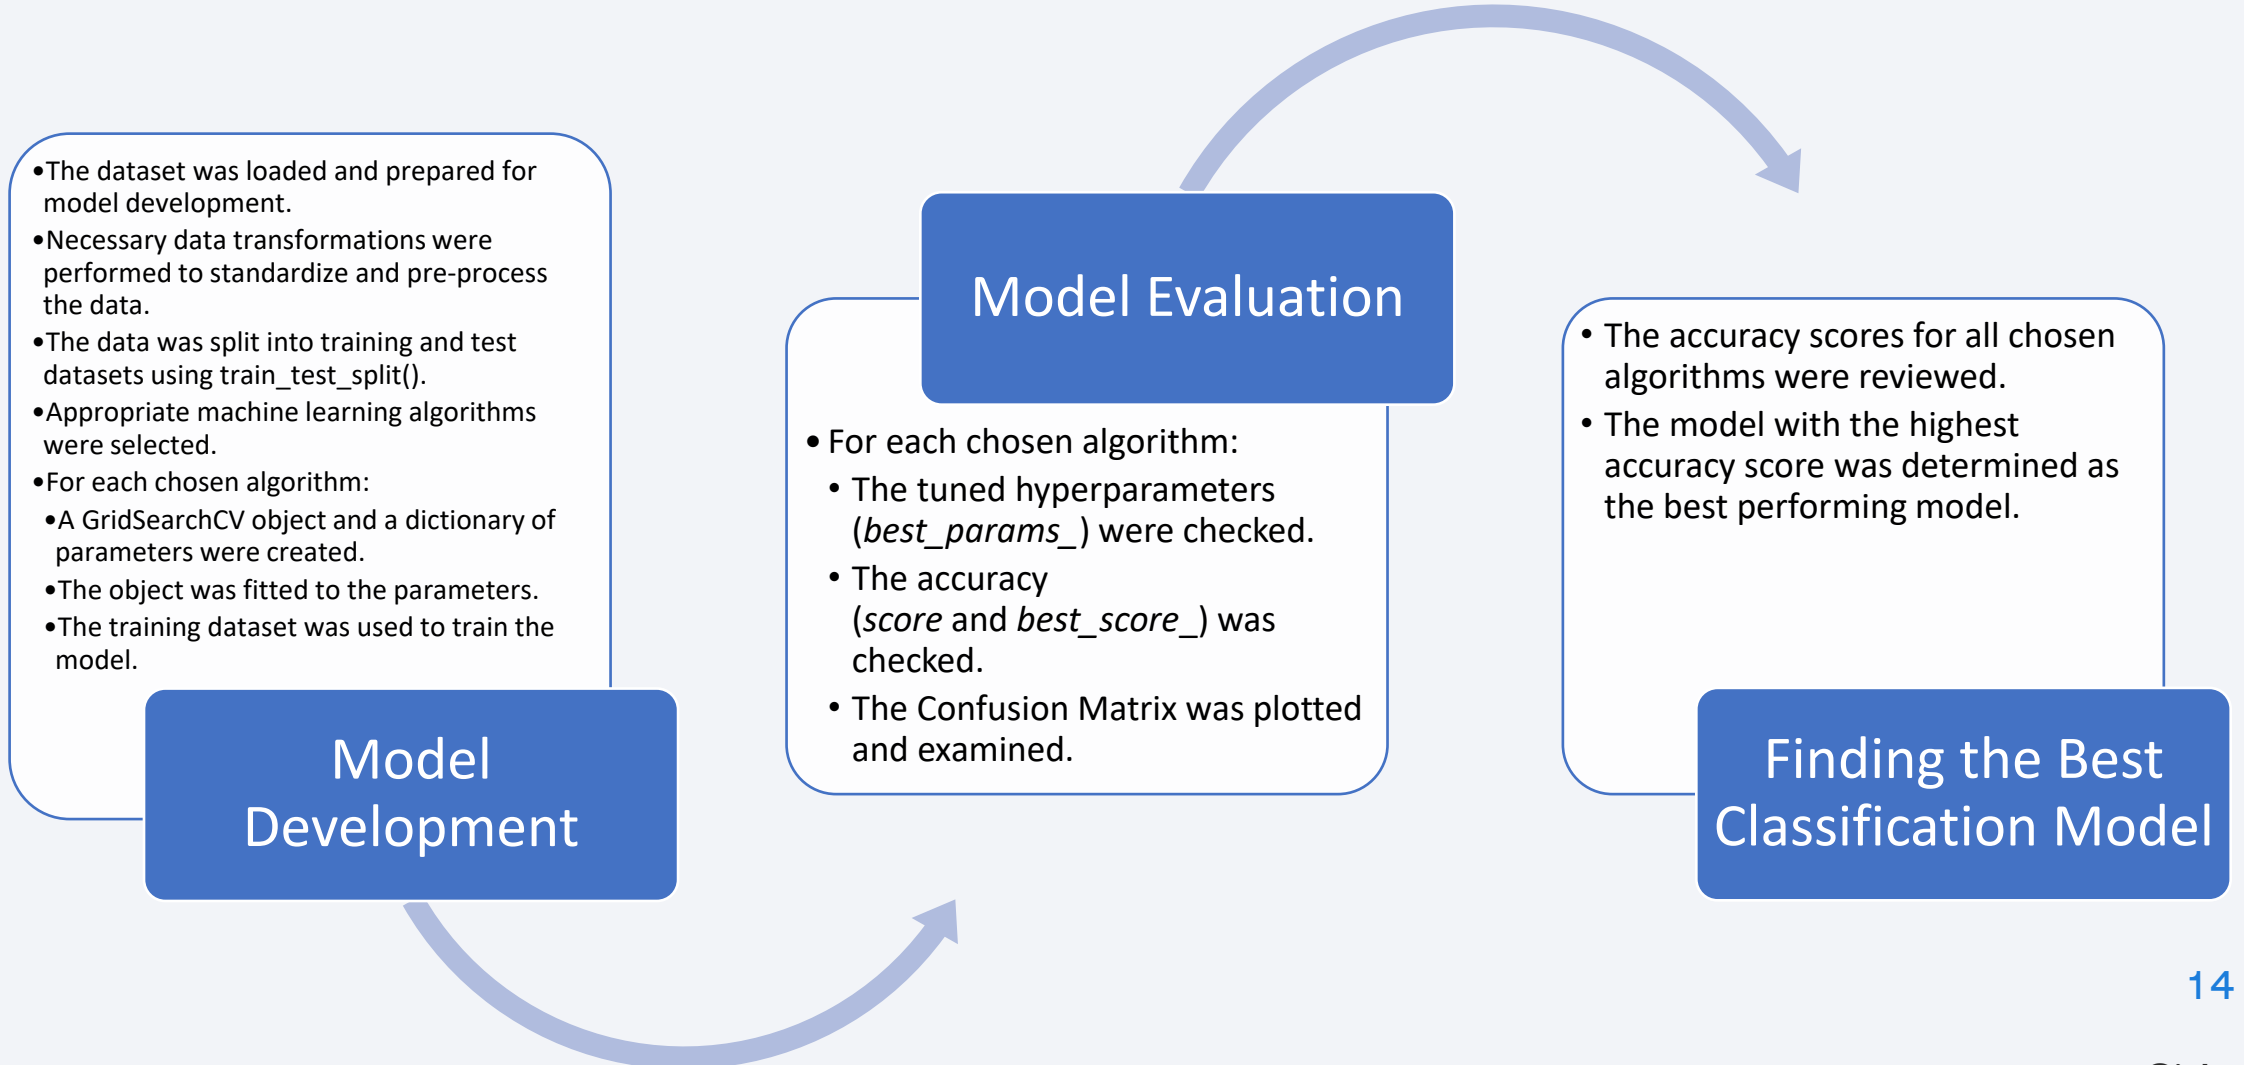 •The dataset was loaded and prepared for
model development.
•Necessary data transformations were
performed to standardize and pre-process
the data.
•The data was split into training and test
datasets using train_test_split().
•Appropriate machine learning algorithms
were selected.
•For each chosen algorithm:
•A GridSearchCV object and a dictionary of
parameters were created.
•The object was fitted to the parameters.
•The training dataset was used to train the
model.
Model
Development
Model Evaluation
• For each chosen algorithm:
• The tuned hyperparameters
(best_params_) were checked.
• The accuracy
(score and best_score_) was
checked.
• The Confusion Matrix was plotted
and examined.
• The accuracy scores for all chosen
algorithms were reviewed.
• The model with the highest
accuracy score was determined as
the best performing model.
Finding the Best
Classification Model
14